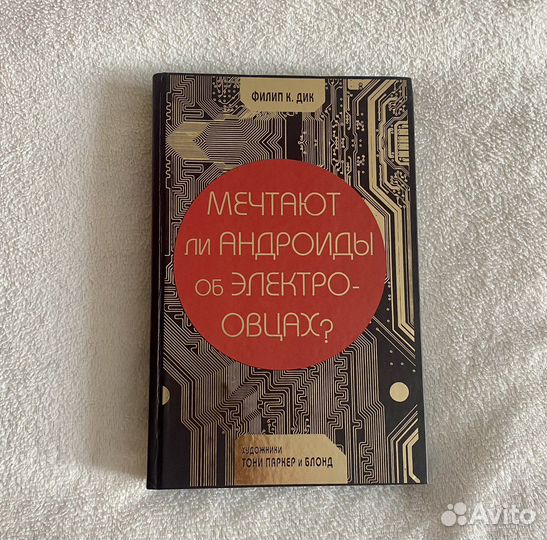 ФИЛИП К. ДИК
МЕЧТАЮТ
ЛИ АНДРОИДЫ
ОБ ЭЛЕКТРО-
ОВЦАХ?
ХУДОЖНИКИ
ТОНИ ПАРКЕР И БЛОНД
Avito